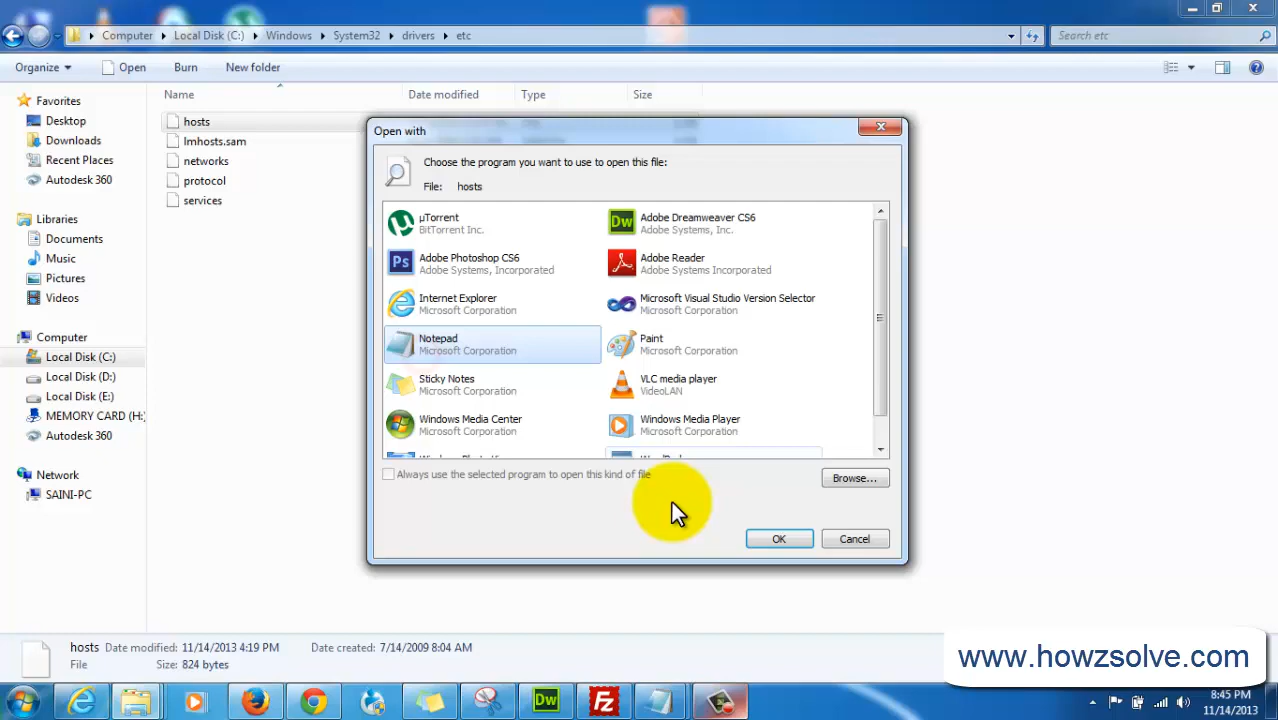 Computer Local Disk (C:) Windows System32 drivers etc
Search etc
Organize Open Burn New folder
Name Date modified Type Size
Favorites
Desktop
Downloads
Recent Places
Autodesk 360
Libraries
Documents
Music
Pictures
Videos
Computer
Local Disk (C:)
Local Disk (D:)
Local Disk (E:)
MEMORY CARD (H:)
Autodesk 360
Network
SAINI-PC
hosts
lmhosts.sam
networks
protocol
services
Open with
Choose the program you want to use to open this file:
File: hosts
µTorrent
BitTorrent Inc.
Adobe Dreamweaver CS6
Adobe Systems, Inc.
Adobe Photoshop CS6
Adobe Systems, Incorporated
Adobe Reader
Adobe Systems Incorporated
Internet Explorer
Microsoft Corporation
Microsoft Visual Studio Version Selector
Microsoft Corporation
Notepad
Microsoft Corporation
Paint
Microsoft Corporation
Sticky Notes
Microsoft Corporation
VLC media player
VideoLAN
Windows Media Center
Microsoft Corporation
Windows Media Player
Microsoft Corporation
Always use the selected program to open this kind of file
Browse...
OK Cancel
hosts Date modified: 11/14/2013 4:19 PM Date created: 7/14/2009 8:04 AM
File Size: 824 bytes
www.howzsolve.com
Ps
Dw
Dw
Fz
8:45 PM
11/14/2013